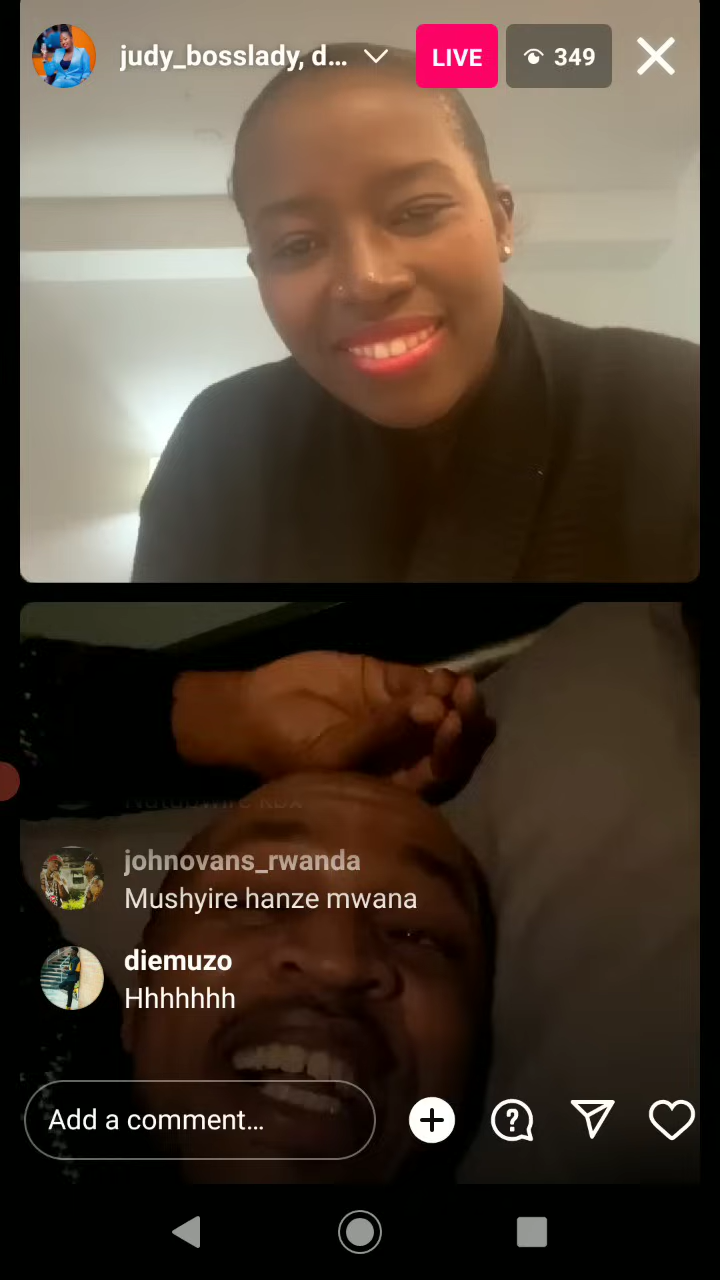 judy_bosslady, d...
LIVE
349
johnovans_rwanda
Mushyire hanze mwana
diemuzo
Hhhhhhh
Add a comment...